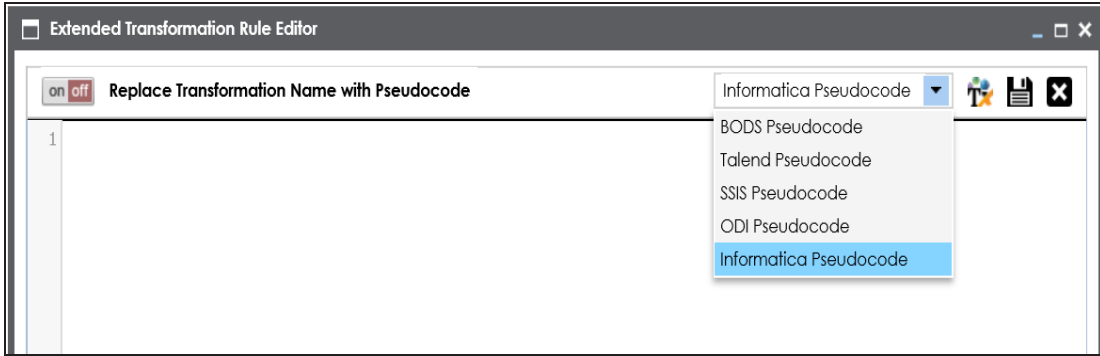 Extended Transformation Rule Editor
on off Replace Transformation Name with Pseudocode Informatica Pseudocode
1
BODS Pseudocode
Talend Pseudocode
SSIS Pseudocode
ODI Pseudocode
Informatica Pseudocode